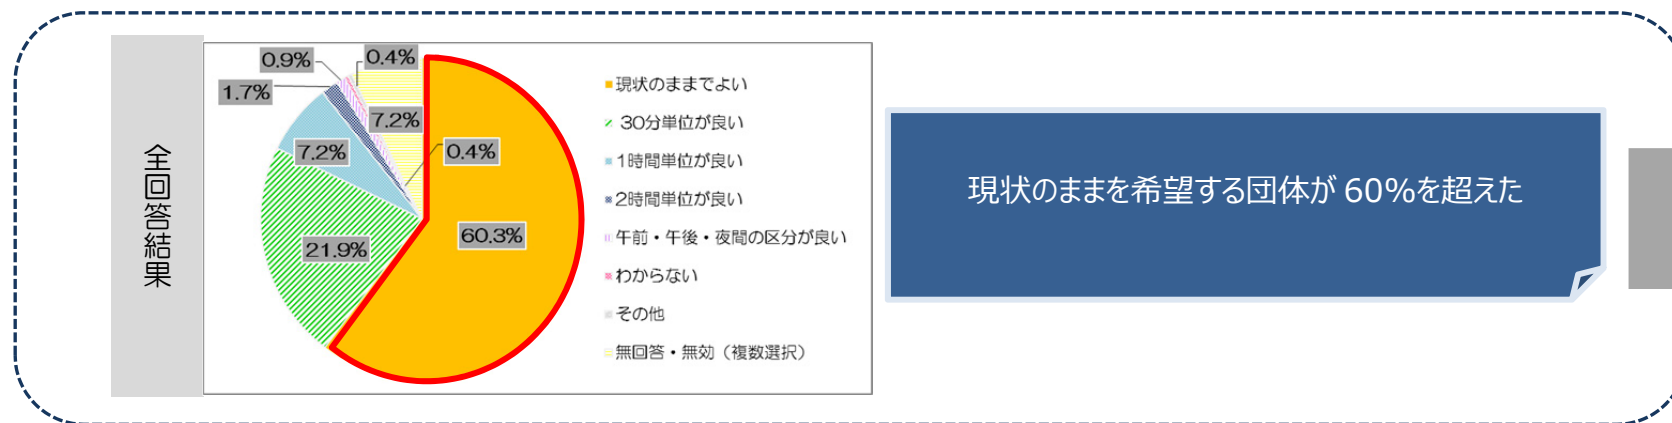 全回答結果
0.9%
0.4%
1.7%
7.2%
7.2%
0.4%
21.9%
60.3%
現状のままでよい
30分単位が良い
1時間単位が良い
2時間単位が良い
午前・午後・夜間の区分が良い
わからない
その他
無回答・無効（複数選択）
現状のままを希望する団体が 60%を超えた